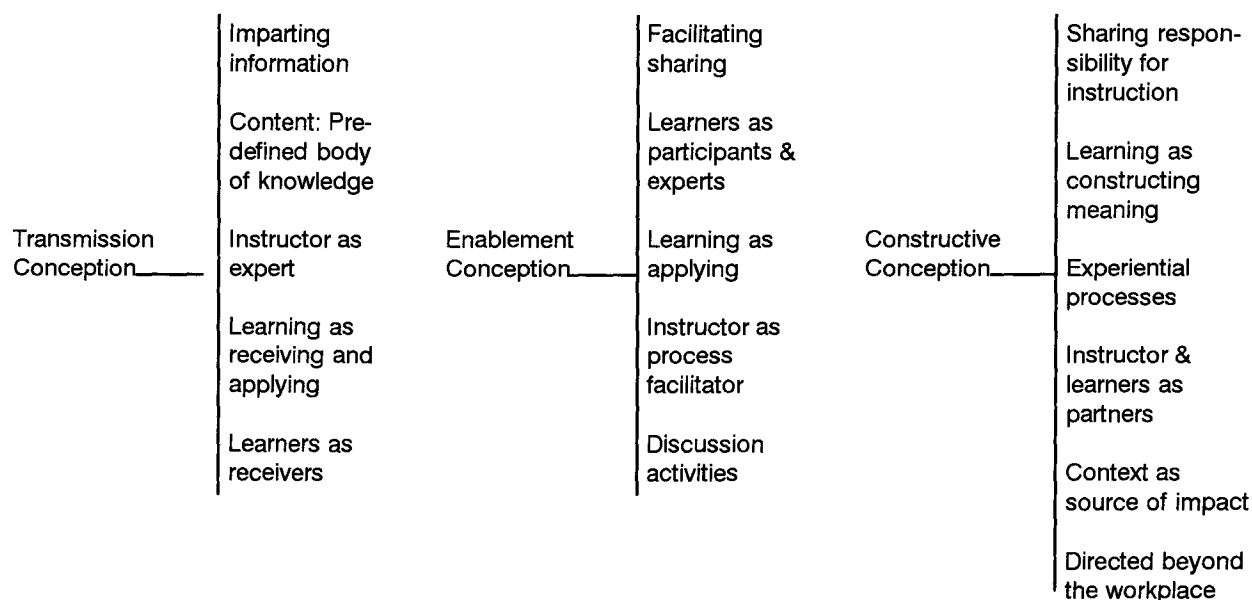 Transmission
Conception
Imparting
information
Content: Pre-
defined body
of knowledge
Instructor as
expert
Learning as
receiving and
applying
Learners as
receivers
Enablement
Conception
Facilitating
sharing
Learners as
participants &
experts
Learning as
applying
Instructor as
process
facilitator
Discussion
activities
Constructive
Conception
Sharing respon-
sibility for
instruction
Learning as
constructing
meaning
Experiential
processes
Instructor &
learners as
partners
Context as
source of impact
Directed beyond
the workplace